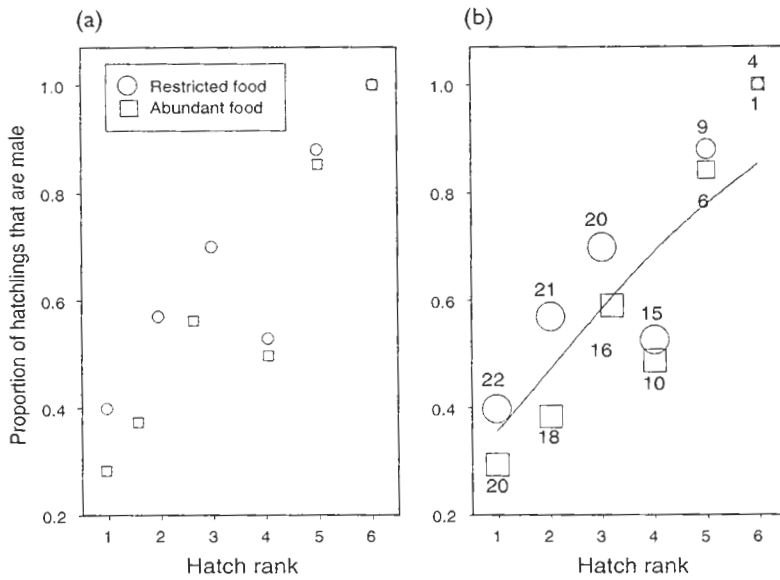 (a)
Proportion of hatchlings that are male
1.0
0.8
0.6
0.4
0.2
Restricted food
Abundant food
1 2 3 4 5 6
Hatch rank
(b)
1.0
0.8
0.6
0.4
0.2
4
1
9
6
20
21
16
15
10
22
18
20
1 2 3 4 5 6
Hatch rank